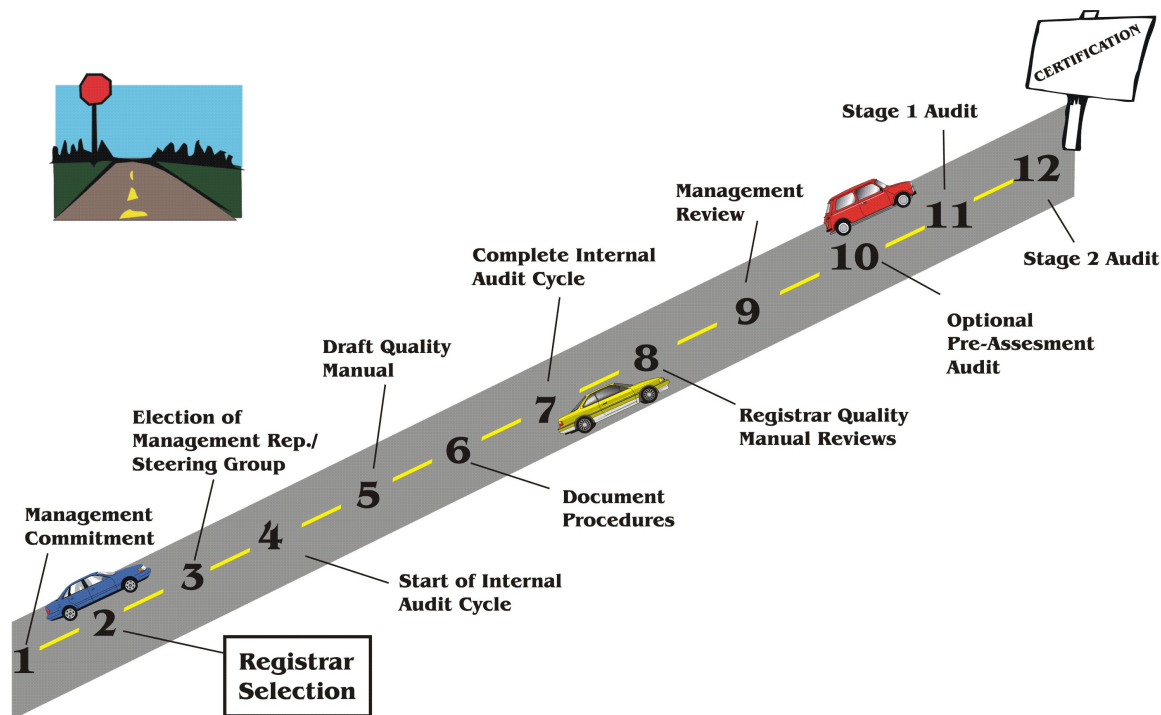 CERTIFICATION
Stage 1 Audit
12
Management
Review
11
Stage 2 Audit
Complete Internal
Audit Cycle
10
9
Optional
Pre-Assesment
Audit
Draft Quality
Manual
8
7
Registrar Quality
Manual Reviews
Election of
Management Rep./
Steering Group
6
5
Document
Procedures
Management
Commitment
4
3
Start of Internal
Audit Cycle
2
1
Registrar
Selection